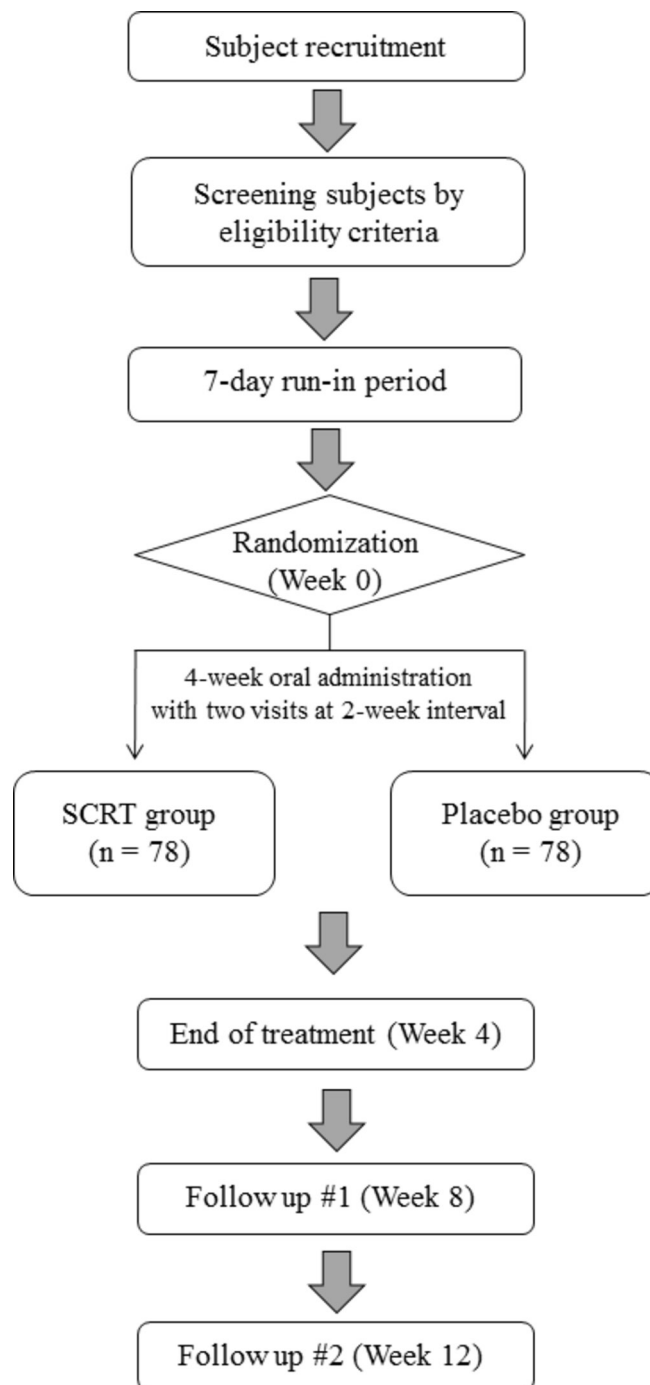 Subject recruitment
Screening subjects by
eligibility criteria
7-day run-in period
Randomization
(Week 0)
4-week oral administration
with two visits at 2-week interval
SCRT group
(n = 78)
Placebo group
(n = 78)
End of treatment (Week 4)
Follow up #1 (Week 8)
Follow up #2 (Week 12)